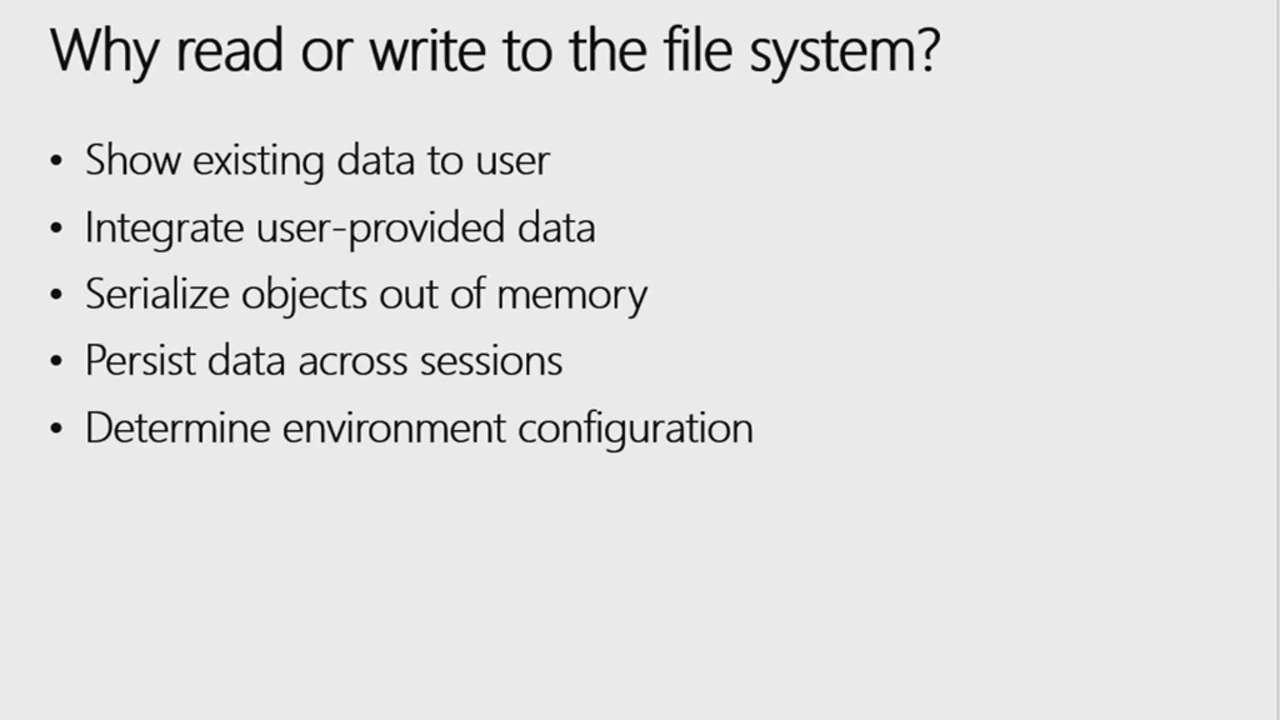 Why read or write to the file system?
• Show existing data to user
• Integrate user-provided data
• Serialize objects out of memory
• Persist data across sessions
• Determine environment configuration